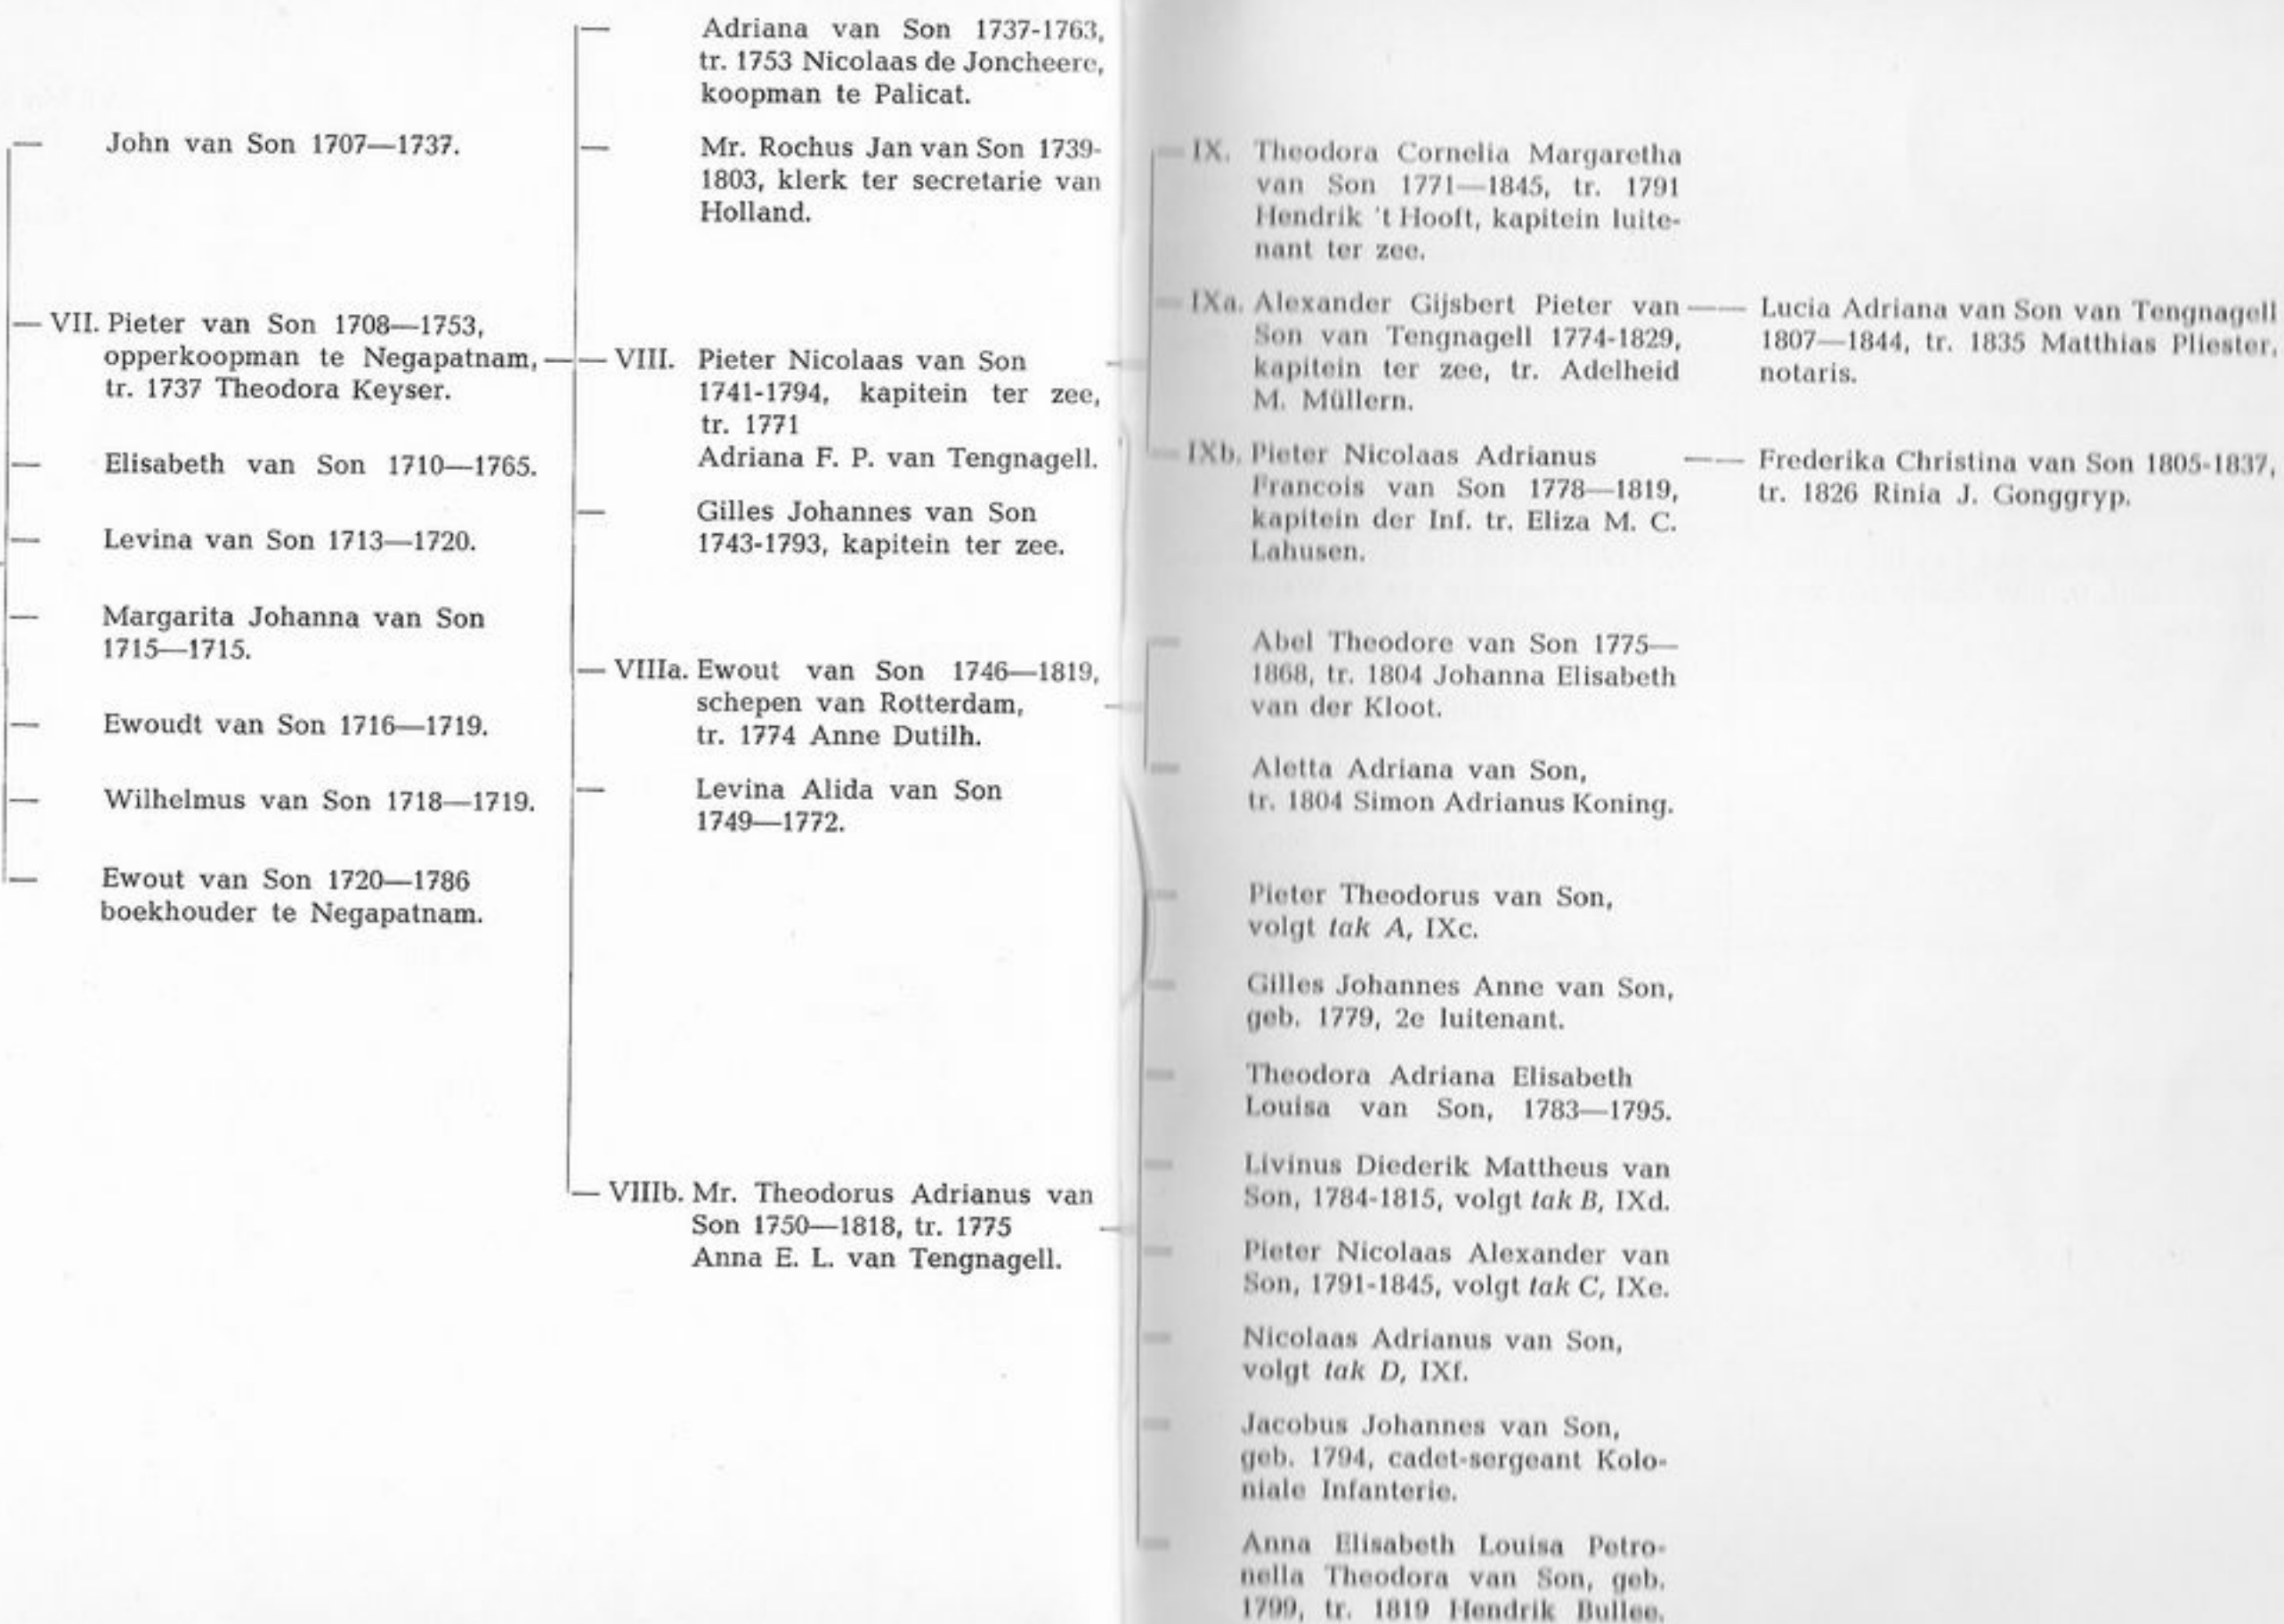 John van Son 1707—1737.
VII. Pieter van Son 1708—1753,
opperkoopman te Negapatnam,
tr. 1737 Theodora Keyser.
Elisabeth van Son 1710—1765.
Levina van Son 1713—1720.
Margarita Johanna van Son
1715—1715.
Ewoudt van Son 1716—1719.
Wilhelmus van Son 1718—1719.
Ewout van Son 1720—1786
boekhouder te Negapatnam.
Adriana van Son 1737-1763,
tr. 1753 Nicolaas de Joncheere,
koopman te Palicat.
Mr. Rochus Jan van Son 1739-
1803, klerk ter secretarie van
Holland.
VIII. Pieter Nicolaas van Son
1741-1794, kapitein ter zee,
tr. 1771
Adriana F. P. van Tengnagell.
Gilles Johannes van Son
1743-1793, kapitein ter zee.
VIIIa. Ewout van Son 1746—1819,
schepen van Rotterdam,
tr. 1774 Anne Dutilh.
Levina Alida van Son
1749—1772.
VIIIb. Mr. Theodorus Adrianus van
Son 1750—1818, tr. 1775
Anna E. L. van Tengnagell.
IX. Theodora Cornelia Margaretha
van Son 1771—1845, tr. 1791
Hendrik 't Hooft, kapitein luite-
nant ter zee.
IXa. Alexander Gijsbert Pieter van
Son van Tengnagell 1774-1829,
kapitein ter zee, tr. Adelheid
M. Müllern.
IXb. Pieter Nicolaas Adrianus
Francois van Son 1778—1819,
kapitein der Inf. tr. Eliza M. C.
Lahusen.
Abel Theodore van Son 1775—
1868, tr. 1804 Johanna Elisabeth
van der Kloot.
Aletta Adriana van Son,
tr. 1804 Simon Adrianus Koning.
Pieter Theodorus van Son,
volgt tak A, IXc.
Gilles Johannes Anne van Son,
geb. 1779, 2e luitenant.
Theodora Adriana Elisabeth
Louisa van Son, 1783—1795.
Livinus Diederik Mattheus van
Son, 1784-1815, volgt tak B, IXd.
Pieter Nicolaas Alexander van
Son, 1791-1845, volgt tak C, IXe.
Nicolaas Adrianus van Son,
volgt tak D, IXf.
Jacobus Johannes van Son,
geb. 1794, cadet-sergeant Kolo-
niale Infanterie.
Anna Elisabeth Louisa Petro-
nella Theodora van Son, geb.
1799, tr. 1819 Hendrik Bullee.
Lucia Adriana van Son van Tengnagell
1807—1844, tr. 1835 Matthias Pliester,
notaris.
Frederika Christina van Son 1805-1837,
tr. 1826 Rinia J. Gonggryp.